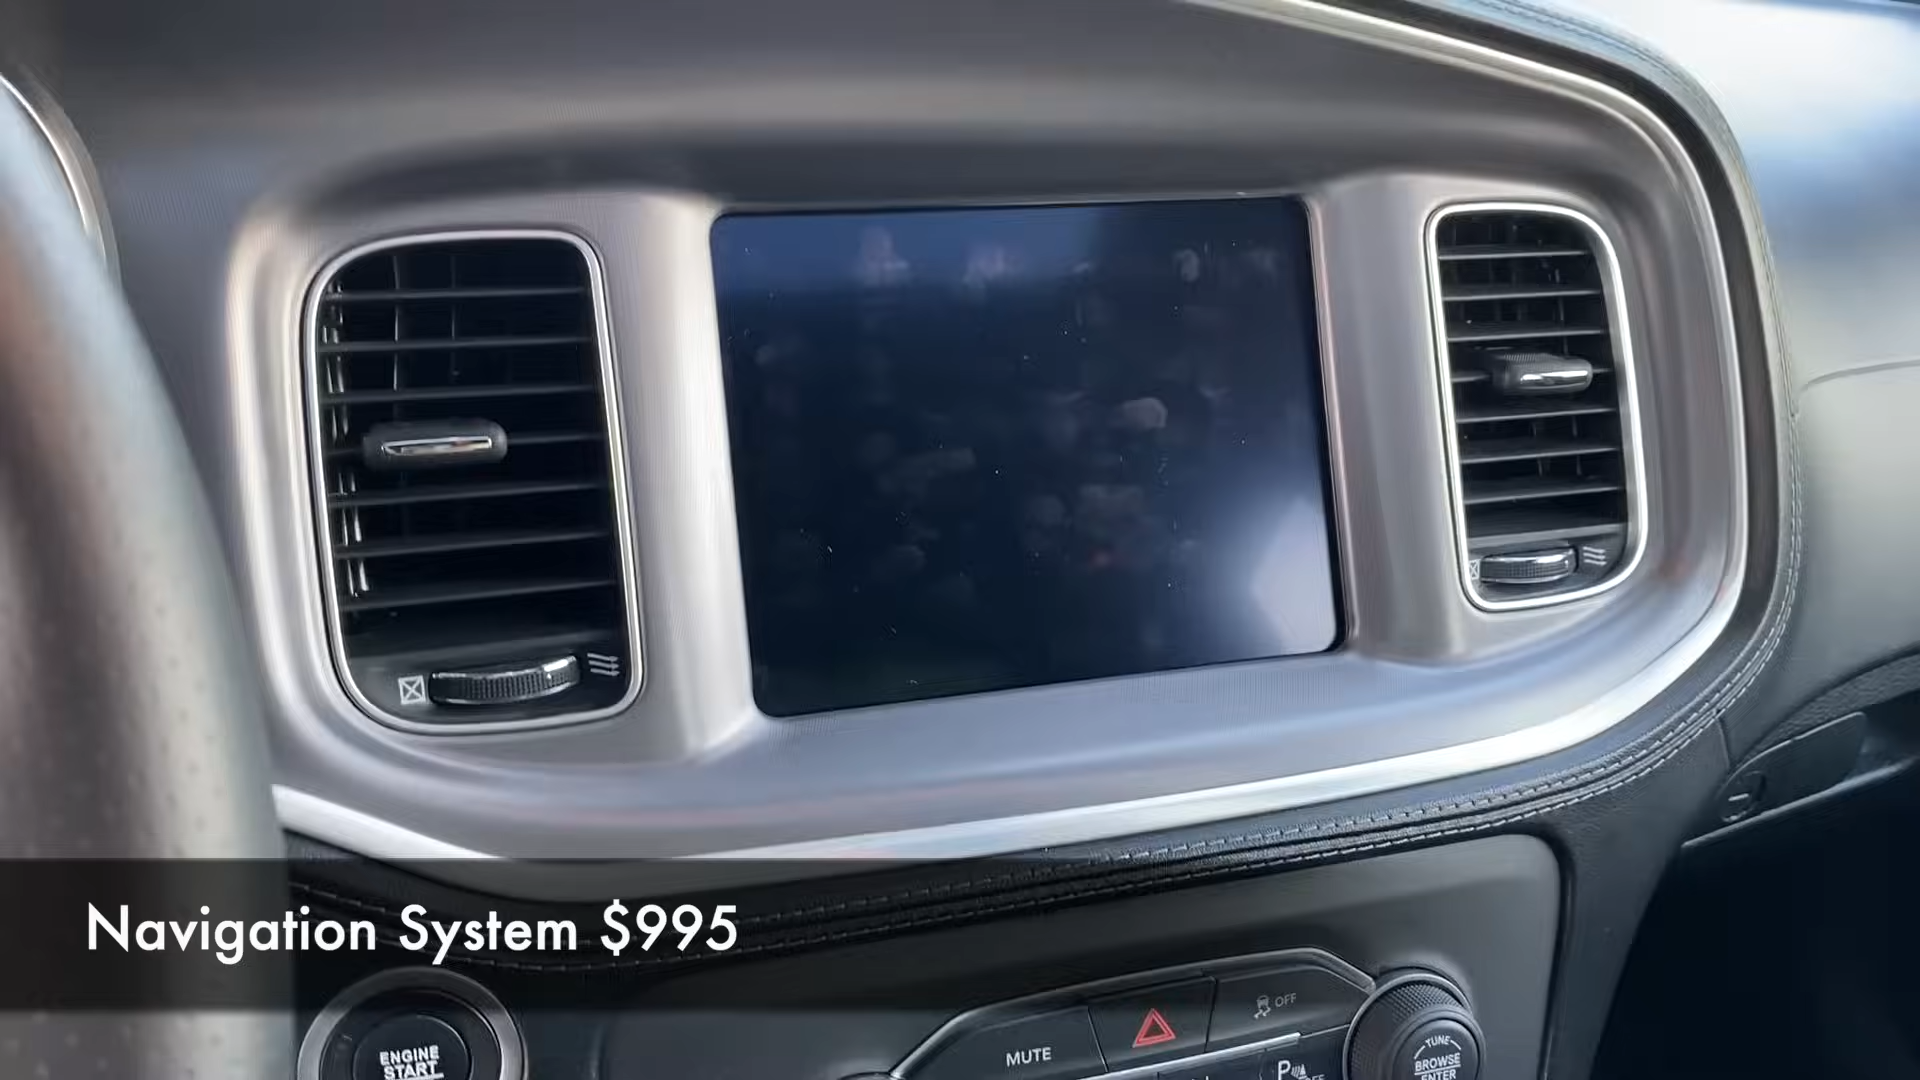 Navigation System $995
ENGINE
START
MUTE
OFF
TUNE
BROWSE
ENTER